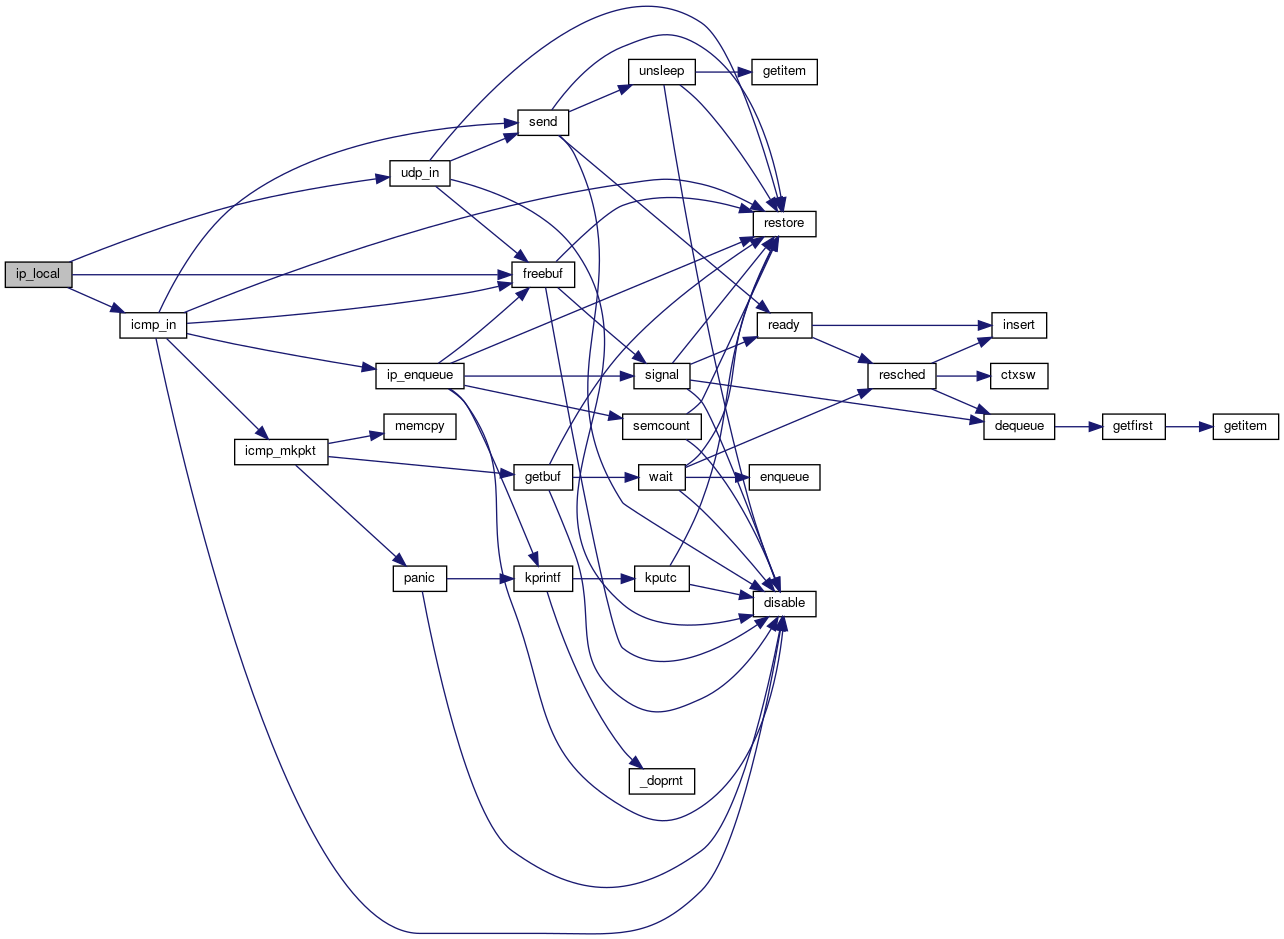 ip_local
udp_in
icmp_in
send
freebuf
ip_enqueue
icmp_mkpkt
memcpy
panic
getbuf
kprintf
unsleep
signal
semcount
wait
kputc
_doprnt
getitem
restore
ready
enqueue
disable
resched
insert
ctxsw
dequeue
getfirst
getitem